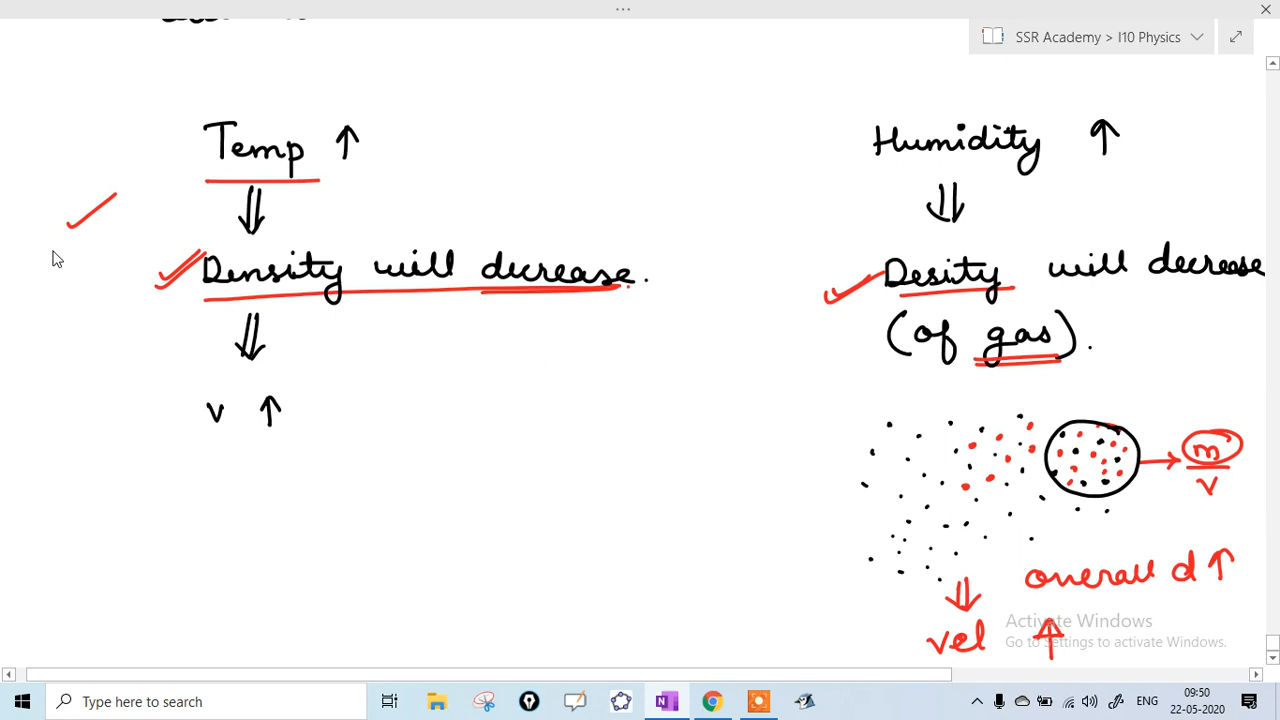 SSR Academy > I10 Physics
Temp ↑
⇓
Density will decrease.
⇓
v ↑
Humidity ↑
⇓
Desity will decrease
(of gas).
m
v
overall d ↑
⇓
vel ↑
Activate Windows
Go to Settings to activate Windows.
Type here to search
ENG
09:50
22-05-2020